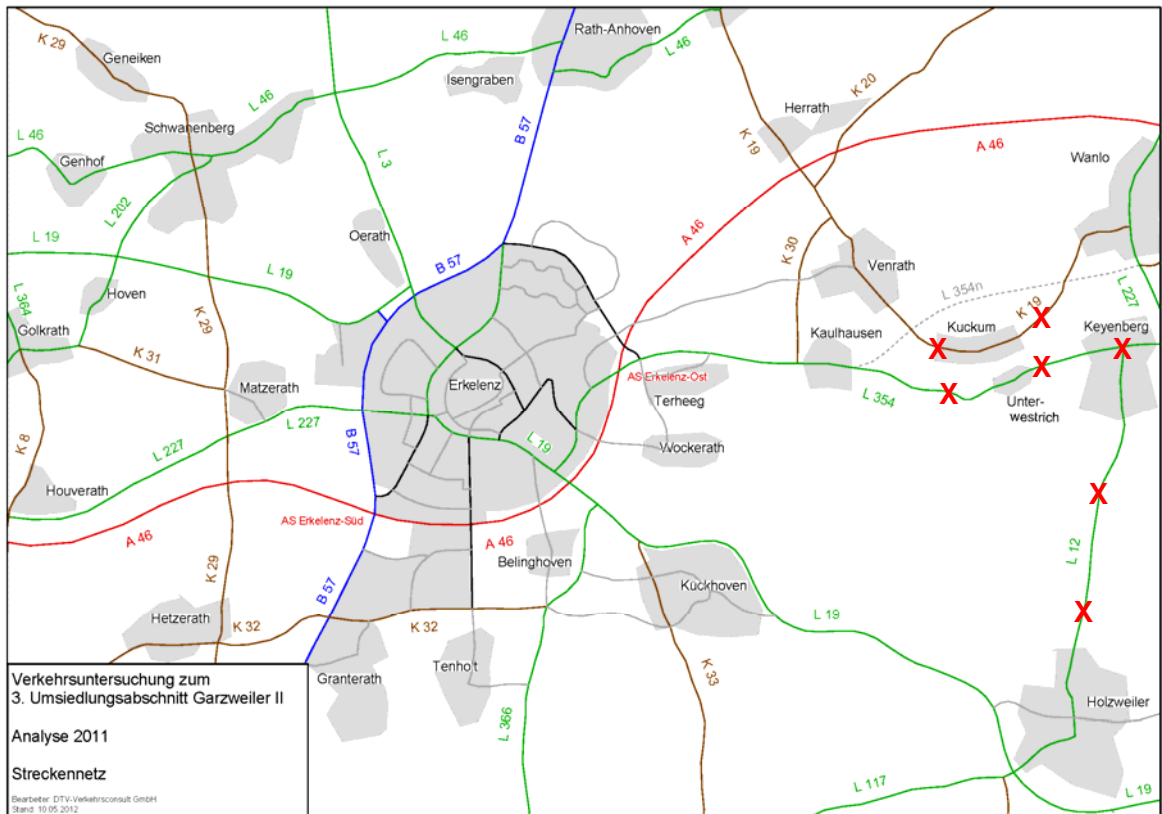 K 29
Geneiken
L 46
Rath-Anhoven
L 46
Isengraben
K 20
Herrath
Schwanenberg
L 46
L 46
B 57
K 19
A 46
Genhof
L 3
Wanlo
L 202
L 19
Oerath
A 46
K 30
B 57
L 19
Venrath
Hoven
L 364
L 354n
L 227
K 19
X
K 29
Golkrath
Kaulhausen
Kuckum
Keyenberg
X
X
K 31
Matzerath
Erkelenz
AS Erkelenz-Ost
Terheeg
X
L 354
X
Unter-
westrich
L 227
K 8
L 227
B 57
L 19
Wockerath
Houverath
X
AS Erkelenz-Süd
A 46
A 46
Belinghoven
L 12
K 29
B 57
Kückhoven
Hetzerath
K 32
K 32
L 19
X
Granterath
Tenholt
K 33
L 366
Holzweiler
L 117
L 19
Verkehrsuntersuchung zum
3. Umsiedlungsabschnitt Garzweiler II
Analyse 2011
Streckennetz
Bearbeiter: DTV-Verkehrsconsult GmbH
Stand: 10.05.2012